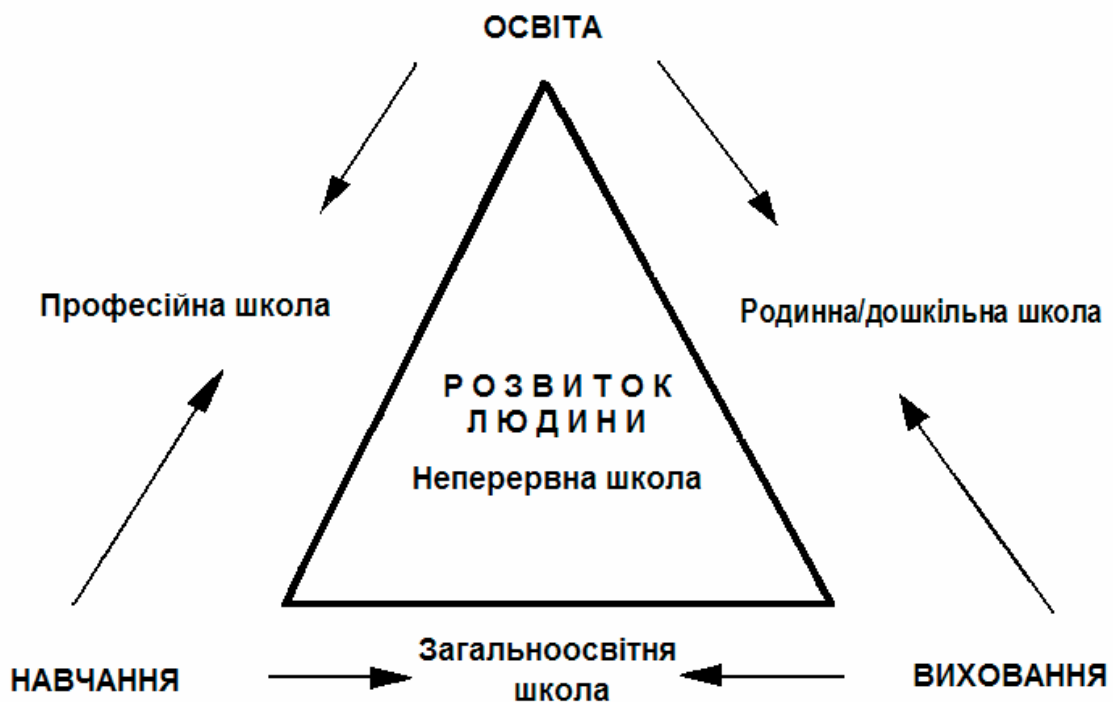 ОСВІТА
Професійна школа
Родинна/дошкільна школа
Р О З В И Т О К
Л Ю Д И Н И
Неперервна школа
Загальноосвітня
школа
НАВЧАННЯ
ВИХОВАННЯ